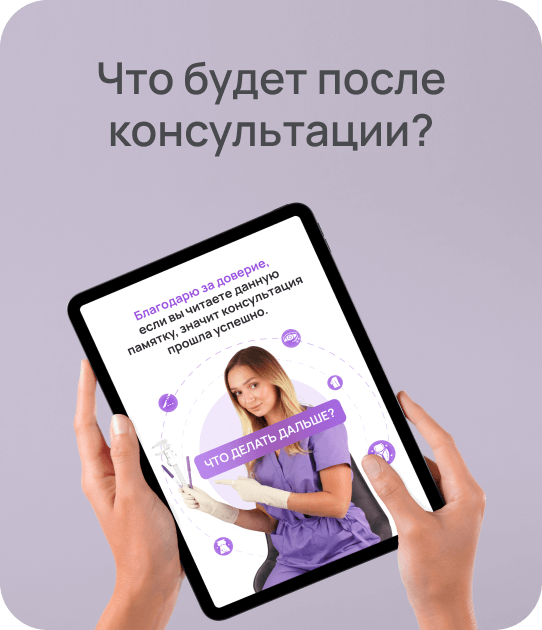 Что будет после
консультации?
Благодарю за доверие,
если вы читаете данную
памятку, значит консультация
прошла успешно.
ЧТО ДЕЛАТЬ ДАЛЬШЕ?